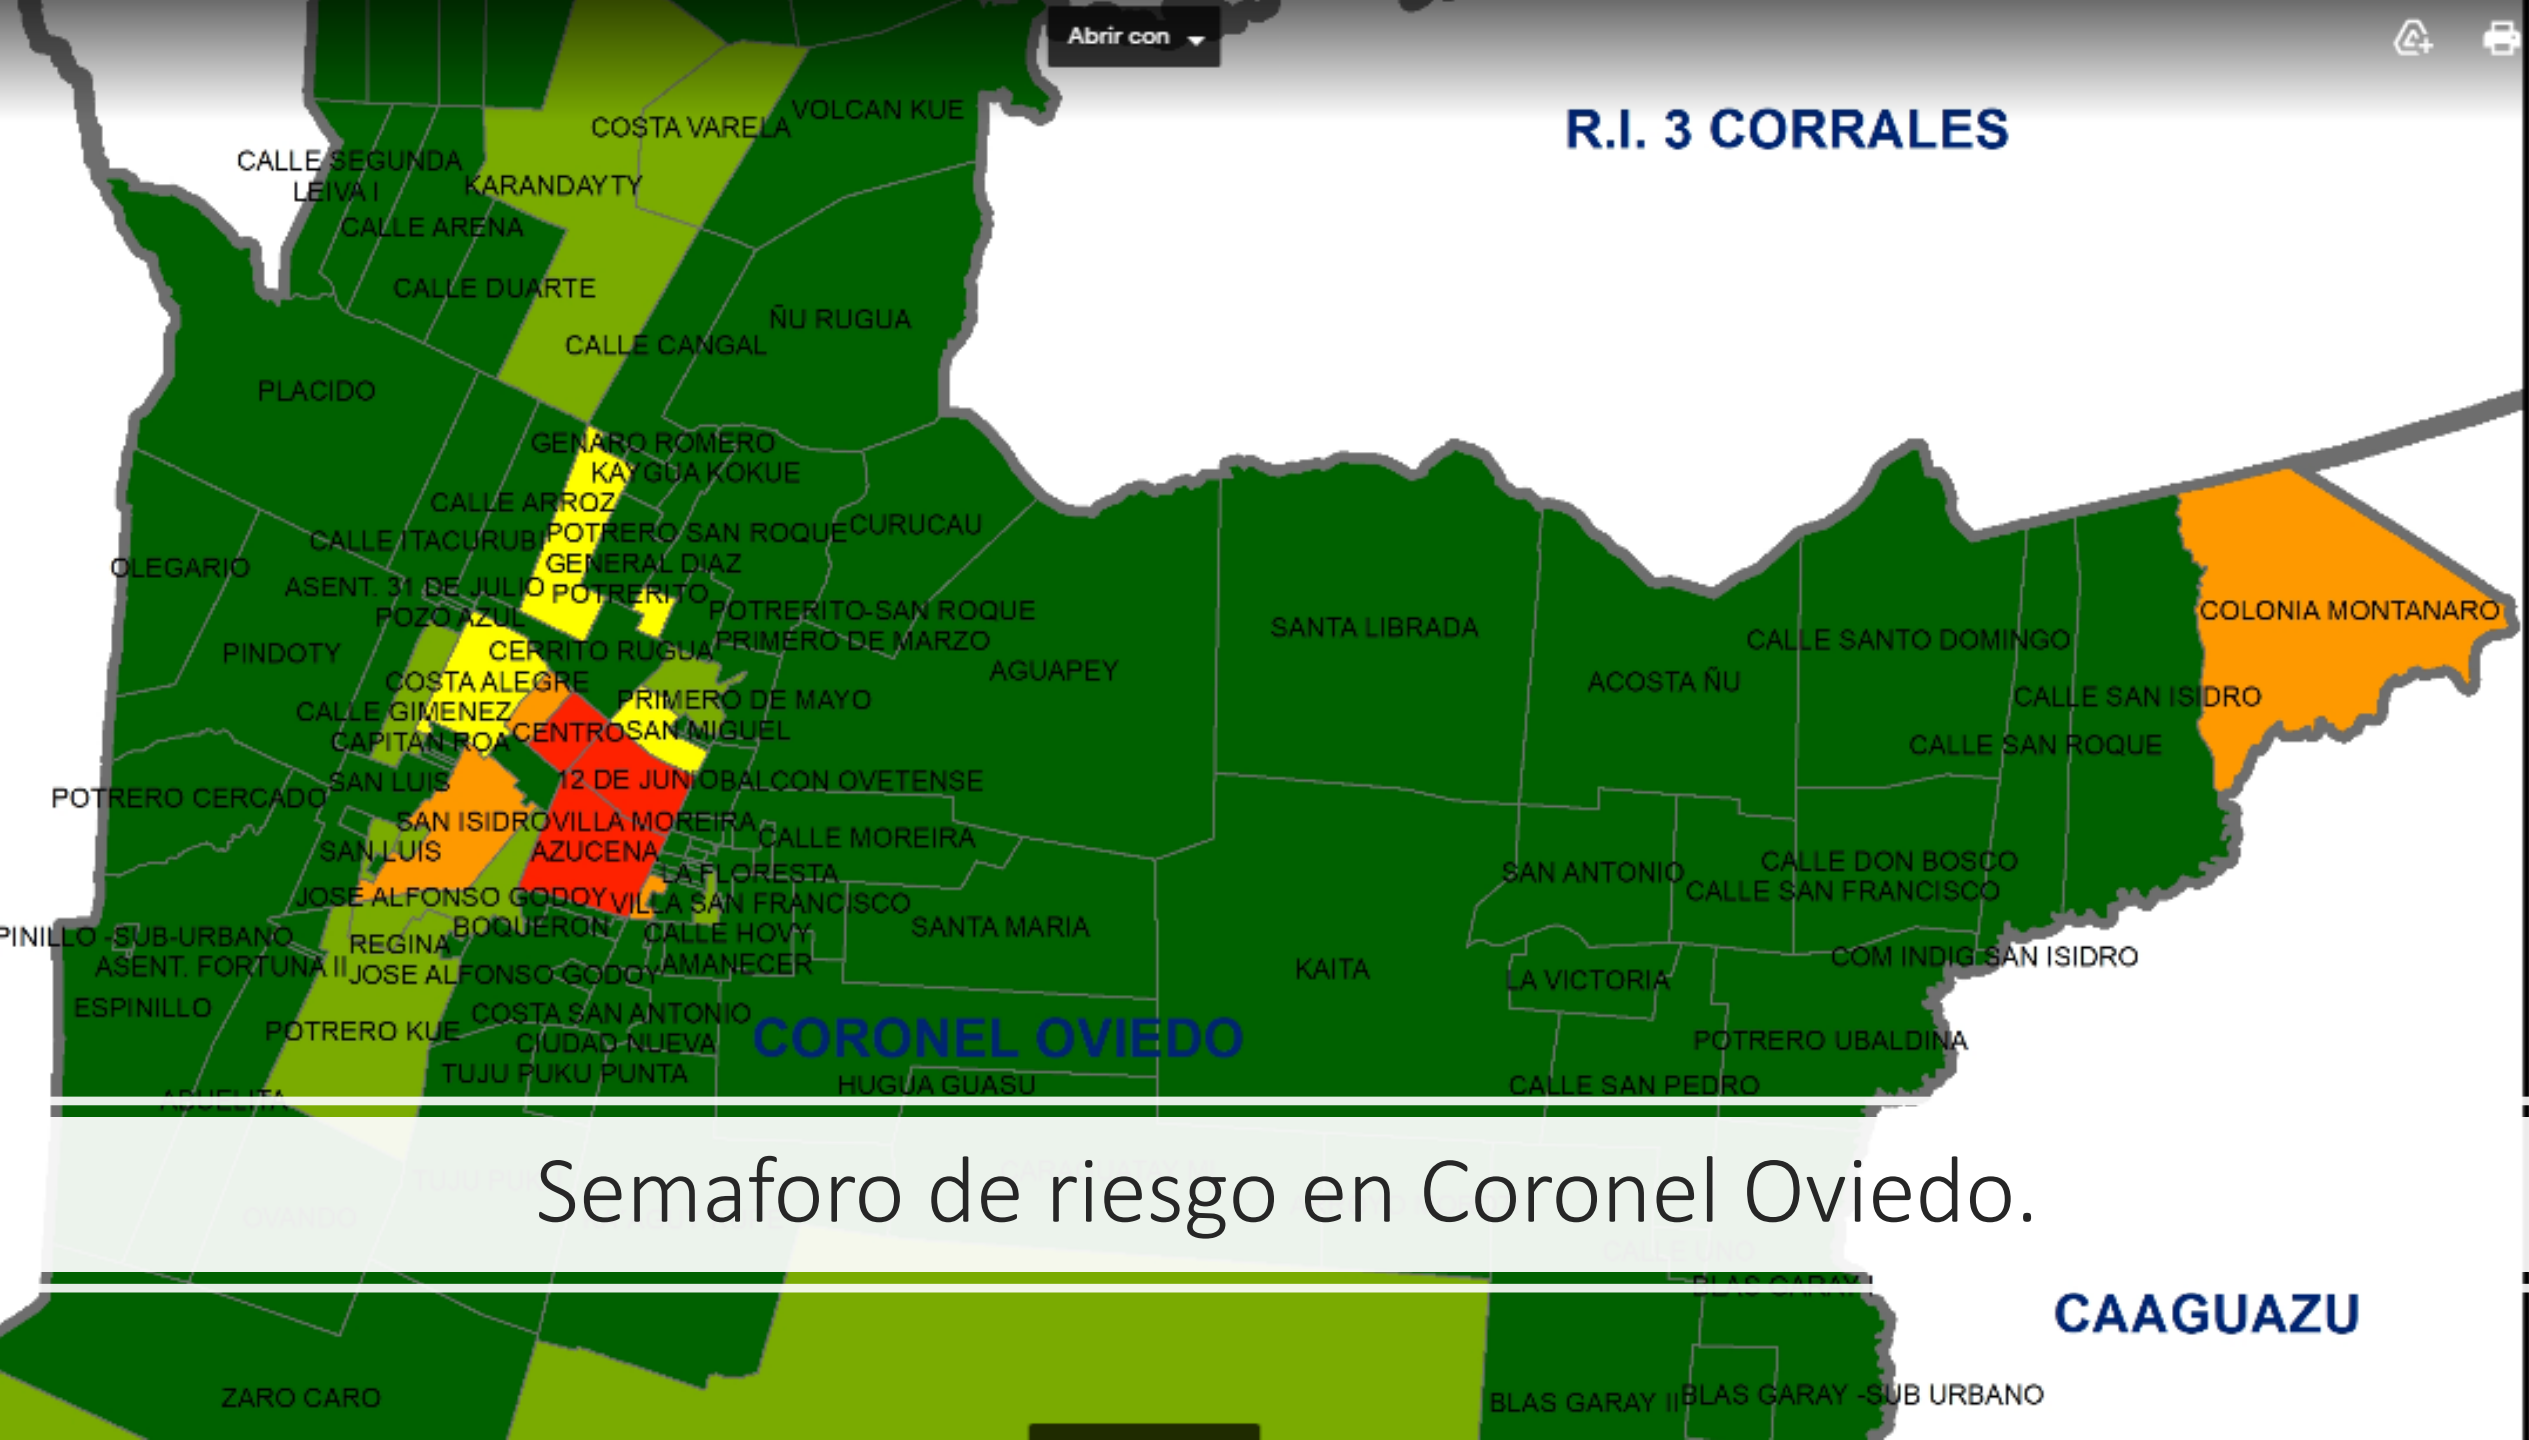 Abrir con
VOLCAN KUE
COSTA VARELA
R.I. 3 CORRALES
CALLE SEGUNDA
LEIVA I
KARANDAYTY
CALLE ARENA
CALLE DUARTE
ÑU RUGUA
CALLE CANGAL
PLACIDO
GENARO ROMERO
KAYGUA KOKUE
CALLE ARROZ
CURUCAU
POTRERO SAN ROQUE
CALLE ITACURUBI
GENERAL DIAZ
OLEGARIO
ASENT. 31 DE JULIO
POTRERITO
POTRERITO-SAN ROQUE
COLONIA MONTANARO
POZO AZUL
SANTA LIBRADA
PRIMERO DE MARZO
CALLE SANTO DOMINGO
PINDOTY
CERRITO RUGUA
AGUAPEY
COSTA ALEGRE
ACOSTA ÑU
PRIMERO DE MAYO
CALLE SAN ISIDRO
CALLE GIMENEZ
CENTRO
SAN MIGUEL
CAPITAN ROA
CALLE SAN ROQUE
SAN LUIS
12 DE JUNIO
BALCON OVETENSE
POTRERO CERCADO
SAN ISIDRO
VILLA MOREIRA
CALLE MOREIRA
SAN LUIS
AZUCENA
CALLE DON BOSCO
SAN ANTONIO
LA FLORESTA
CALLE SAN FRANCISCO
JOSE ALFONSO GODOY
VILLA SAN FRANCISCO
BOQUERON
SANTA MARIA
CALLE HOVY
PINILLO -SUB-URBANO
REGINA
COM INDIG SAN ISIDRO
ASENT. FORTUNA II
AMANECER
KAITA
JOSE ALFONSO GODOY
LA VICTORIA
ESPINILLO
COSTA SAN ANTONIO
POTRERO KUE
CORONEL OVIEDO
POTRERO UBALDINA
CIUDAD NUEVA
TUJU PUKU PUNTA
HUGUA GUASU
CALLE SAN PEDRO
ABUELITA
Semaforo de riesgo en Coronel Oviedo.
OVANDO
CALLE UNO
BLAS GARAY I
CAAGUAZU
ZARO CARO
BLAS GARAY II
BLAS GARAY -SUB URBANO